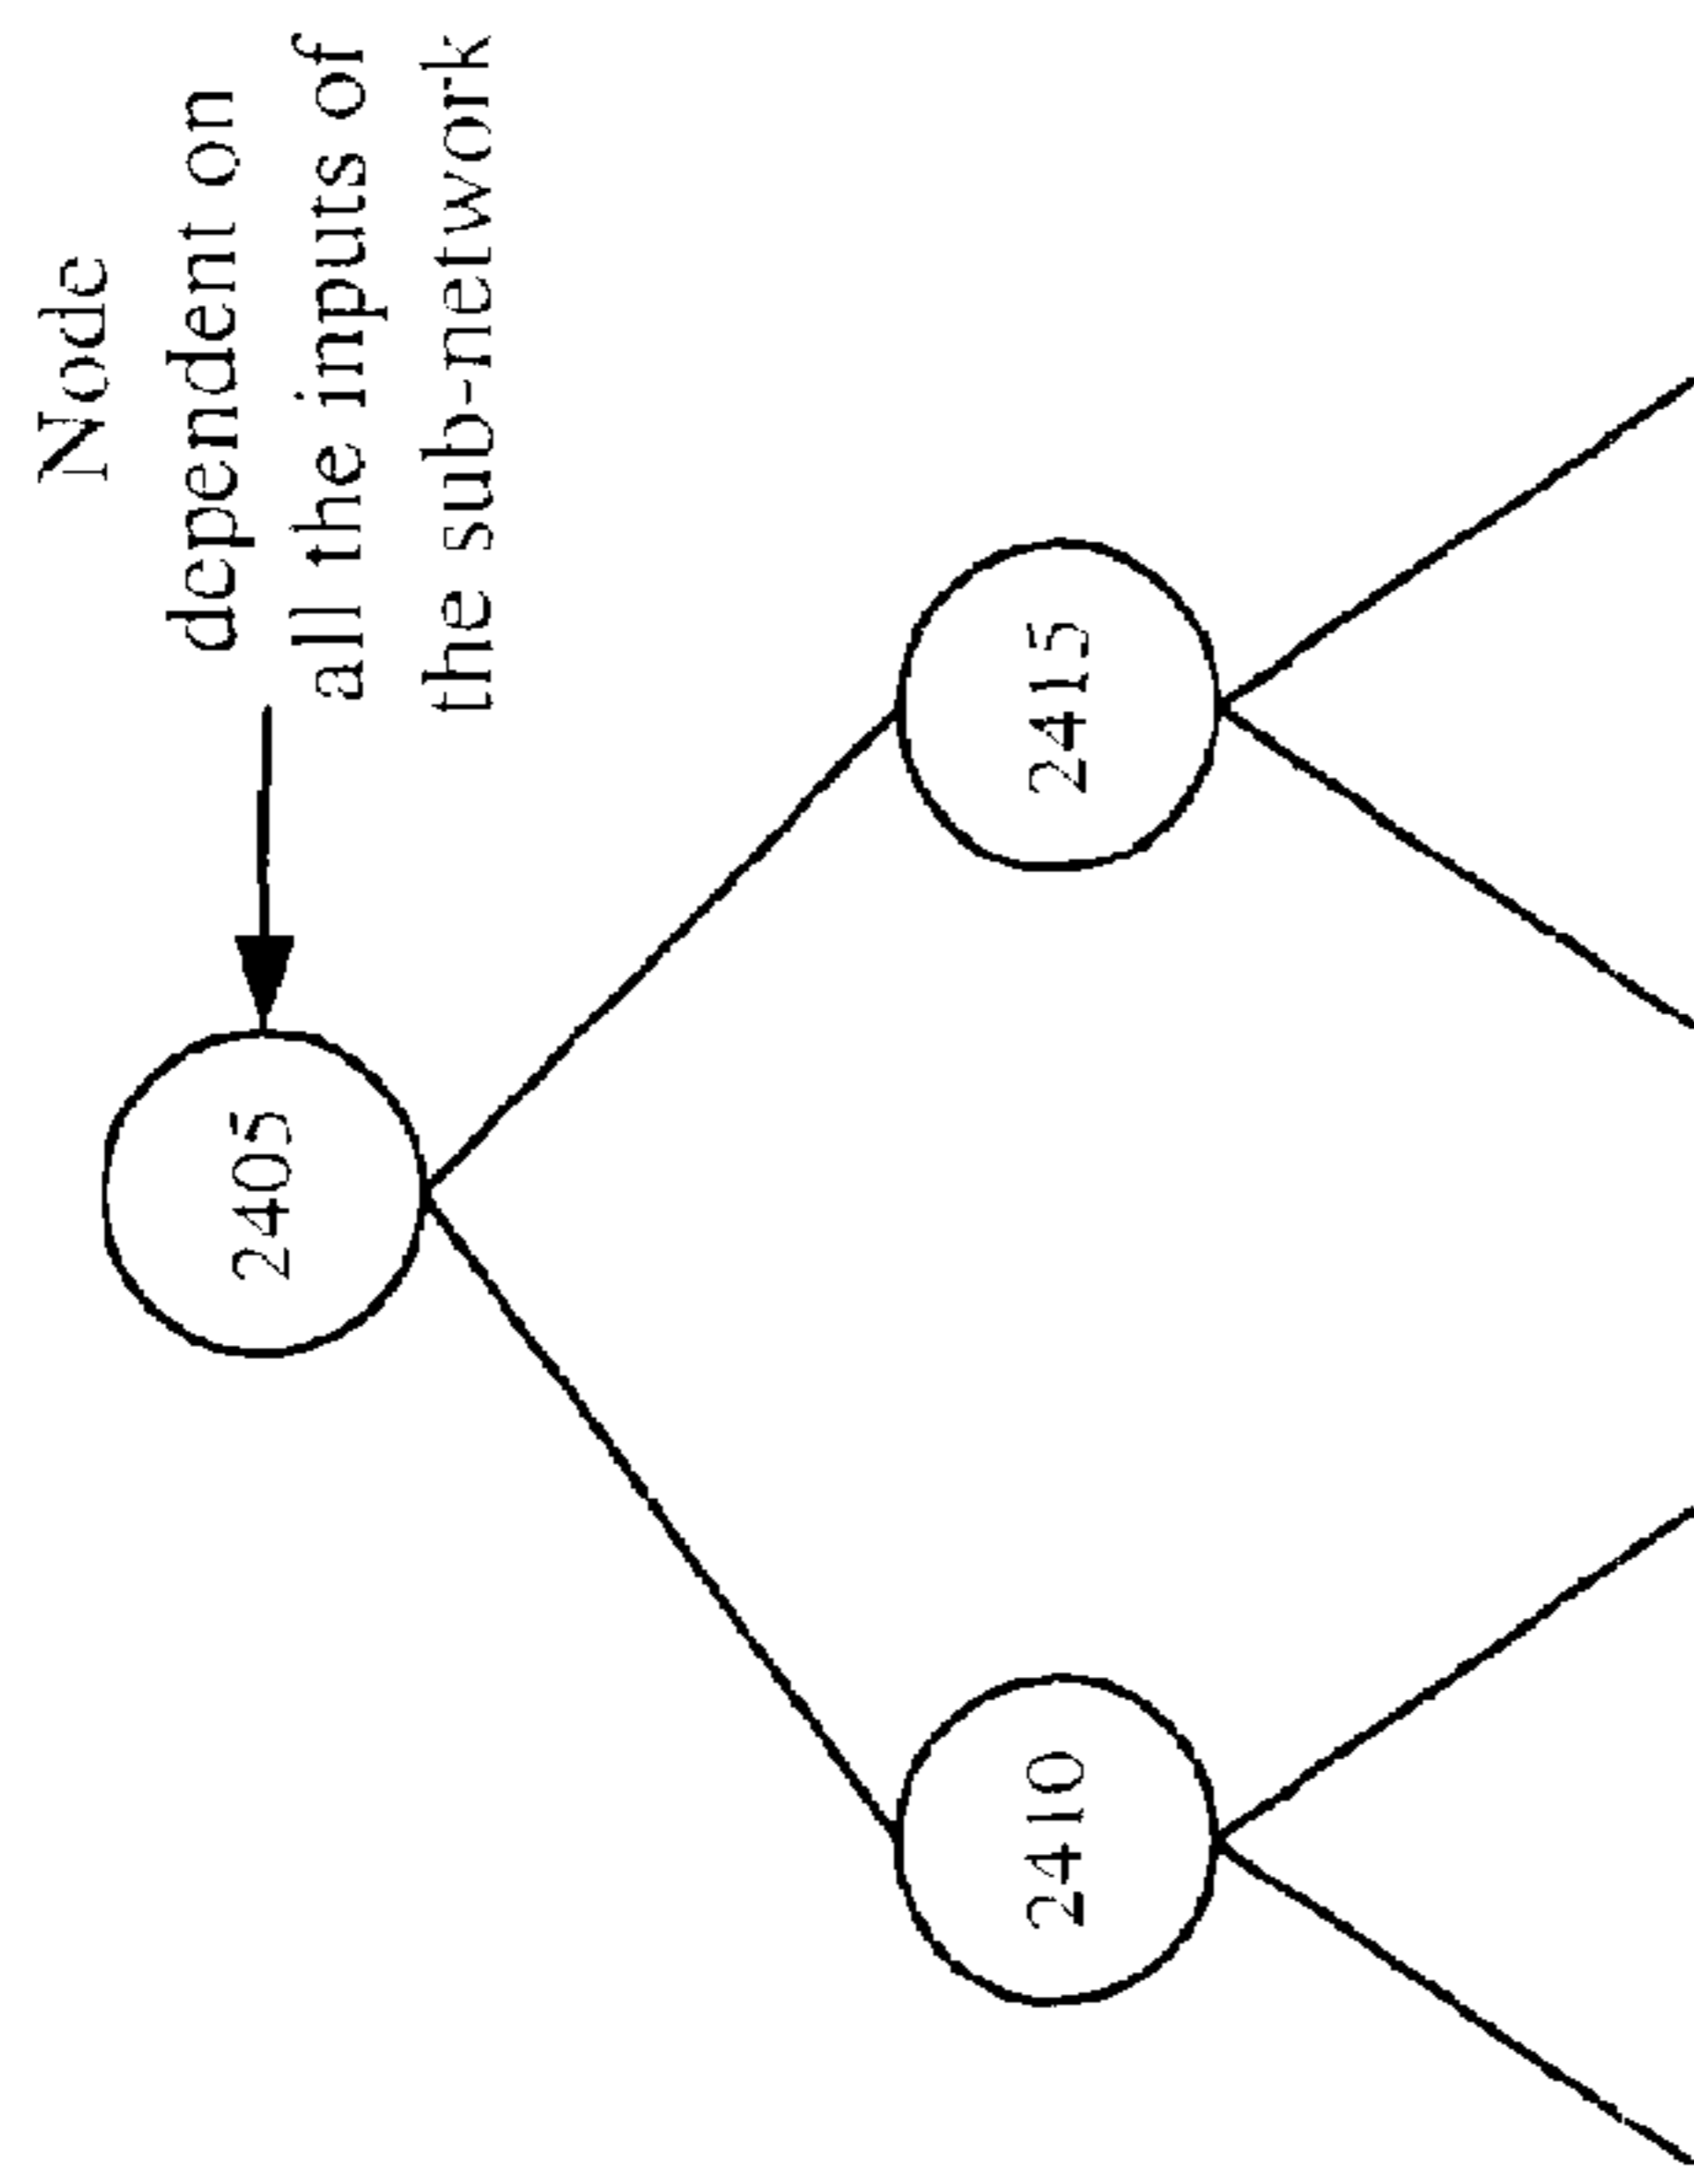 Node
dependent on
all the inputs of
the sub-network
2405
2410
2415